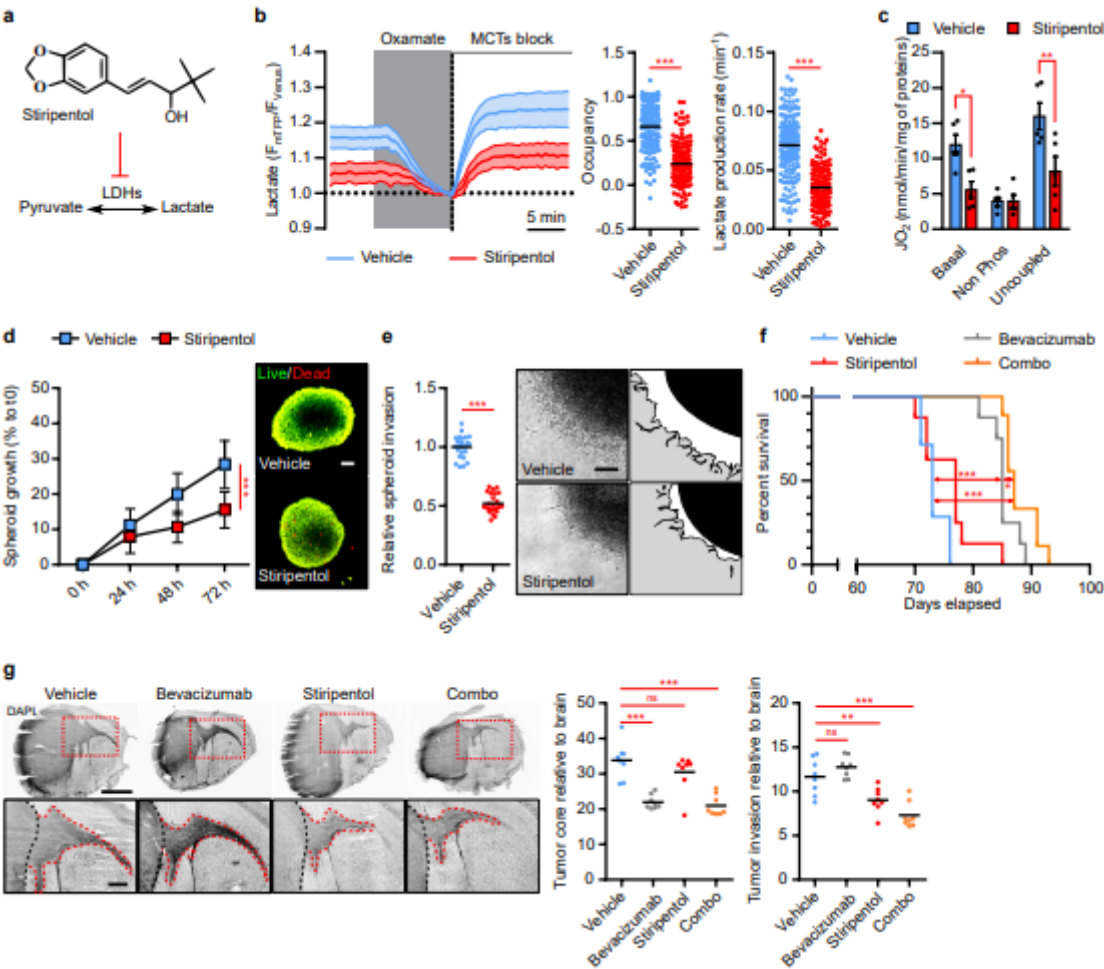 a
Stiripentol
O
O
OH
LDHs
Pyruvate
Lactate
b
Oxamate
MCTs block
Lactate (F_mTFP/F_Venus)
1.4
1.3
1.2
1.1
1.0
0.9
5 min
Vehicle
Stiripentol
Occupancy
1.5
1.0
0.5
0.0
-0.5
***
Vehicle
Stiripentol
Lactate production rate (min⁻¹)
0.15
0.10
0.05
0.00
***
Vehicle
Stiripentol
c
Vehicle
Stiripentol
JO₂ (nmol/min/mg of proteins)
25
20
15
10
5
0
*
**
Basal
Non Phos
Uncoupled
d
Vehicle
Stiripentol
Spheroid growth (% to t0)
50
40
30
20
10
0
***
0 h
24 h
48 h
72 h
Live/Dead
Vehicle
Stiripentol
e
Relative spheroid invasion
1.5
1.0
0.5
0.0
***
Vehicle
Stiripentol
Vehicle
Stiripentol
f
Vehicle
Stiripentol
Bevacizumab
Combo
Percent survival
100
50
0
***
*
***
0
60
70
80
90
100
Days elapsed
g
Vehicle
Bevacizumab
Stiripentol
Combo
DAPI
Tumor core relative to brain
50
40
30
20
10
0
***
ns
***
Vehicle
Bevacizumab
Stiripentol
Combo
Tumor invasion relative to brain
20
15
10
5
0
***
**
ns
Vehicle
Bevacizumab
Stiripentol
Combo